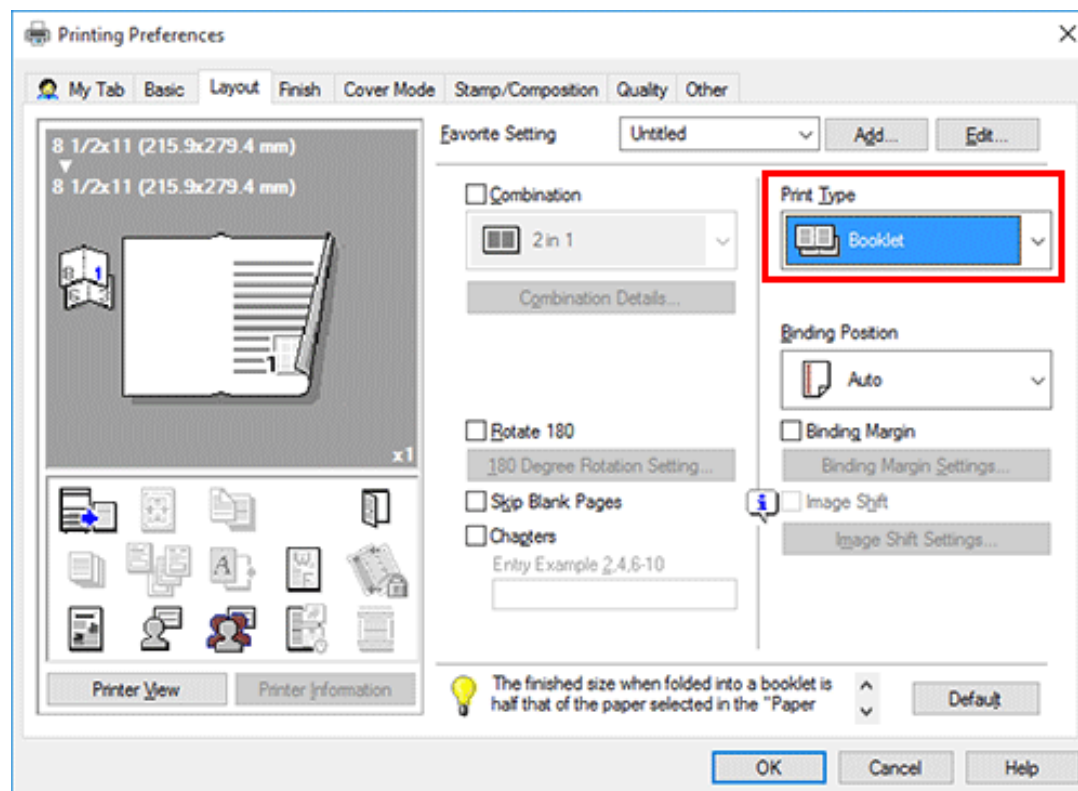 Printing Preferences
My Tab Basic Layout Finish Cover Mode Stamp/Composition Quality Other
8 1/2x11 (215.9x279.4 mm)
8 1/2x11 (215.9x279.4 mm)
1
8 1
6
x1
A
W
F
Printer View Printer Information
Favorite Setting Untitled Add... Edit...
Combination
2 in 1
Combination Details...
Rotate 180
180 Degree Rotation Setting...
Skip Blank Pages
Chapters
Entry Example 2,4,6-10
Print Type
Booklet
Binding Position
Auto
Binding Margin
Binding Margin Settings...
i
Image Shift
Image Shift Settings...
The finished size when folded into a booklet is
half that of the paper selected in the "Paper
Default
OK Cancel Help